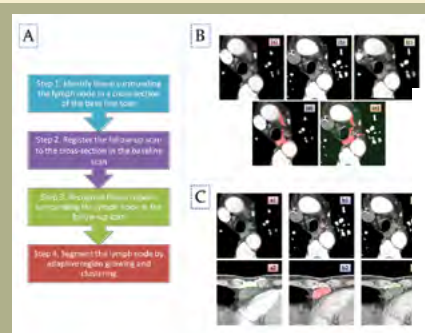 A
Step 1. Identify tissue surrounding
the lymph node in a cross-section
of the base line scan
Step 2. Register the follow-up scan
to the cross-section in the baseline
scan
Step 3. Recognize tissue regions
surrounding the lymph node in the
follow-up scan
Step 4. Segment the lymph node by
adaptive region growing and
clustering
B
C